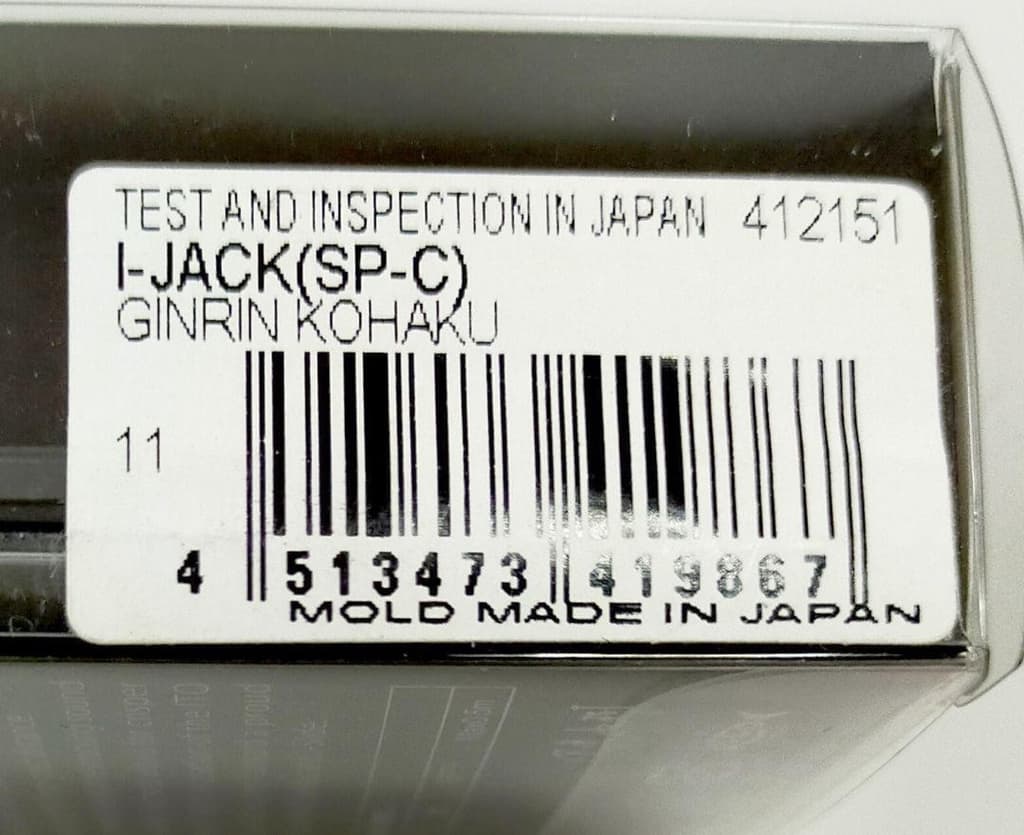 TEST AND INSPECTION IN JAPAN 412151
I-JACK(SP-C)
GINRIN KOHAKU
11
4 513473 419867
MOLD MADE IN JAPAN